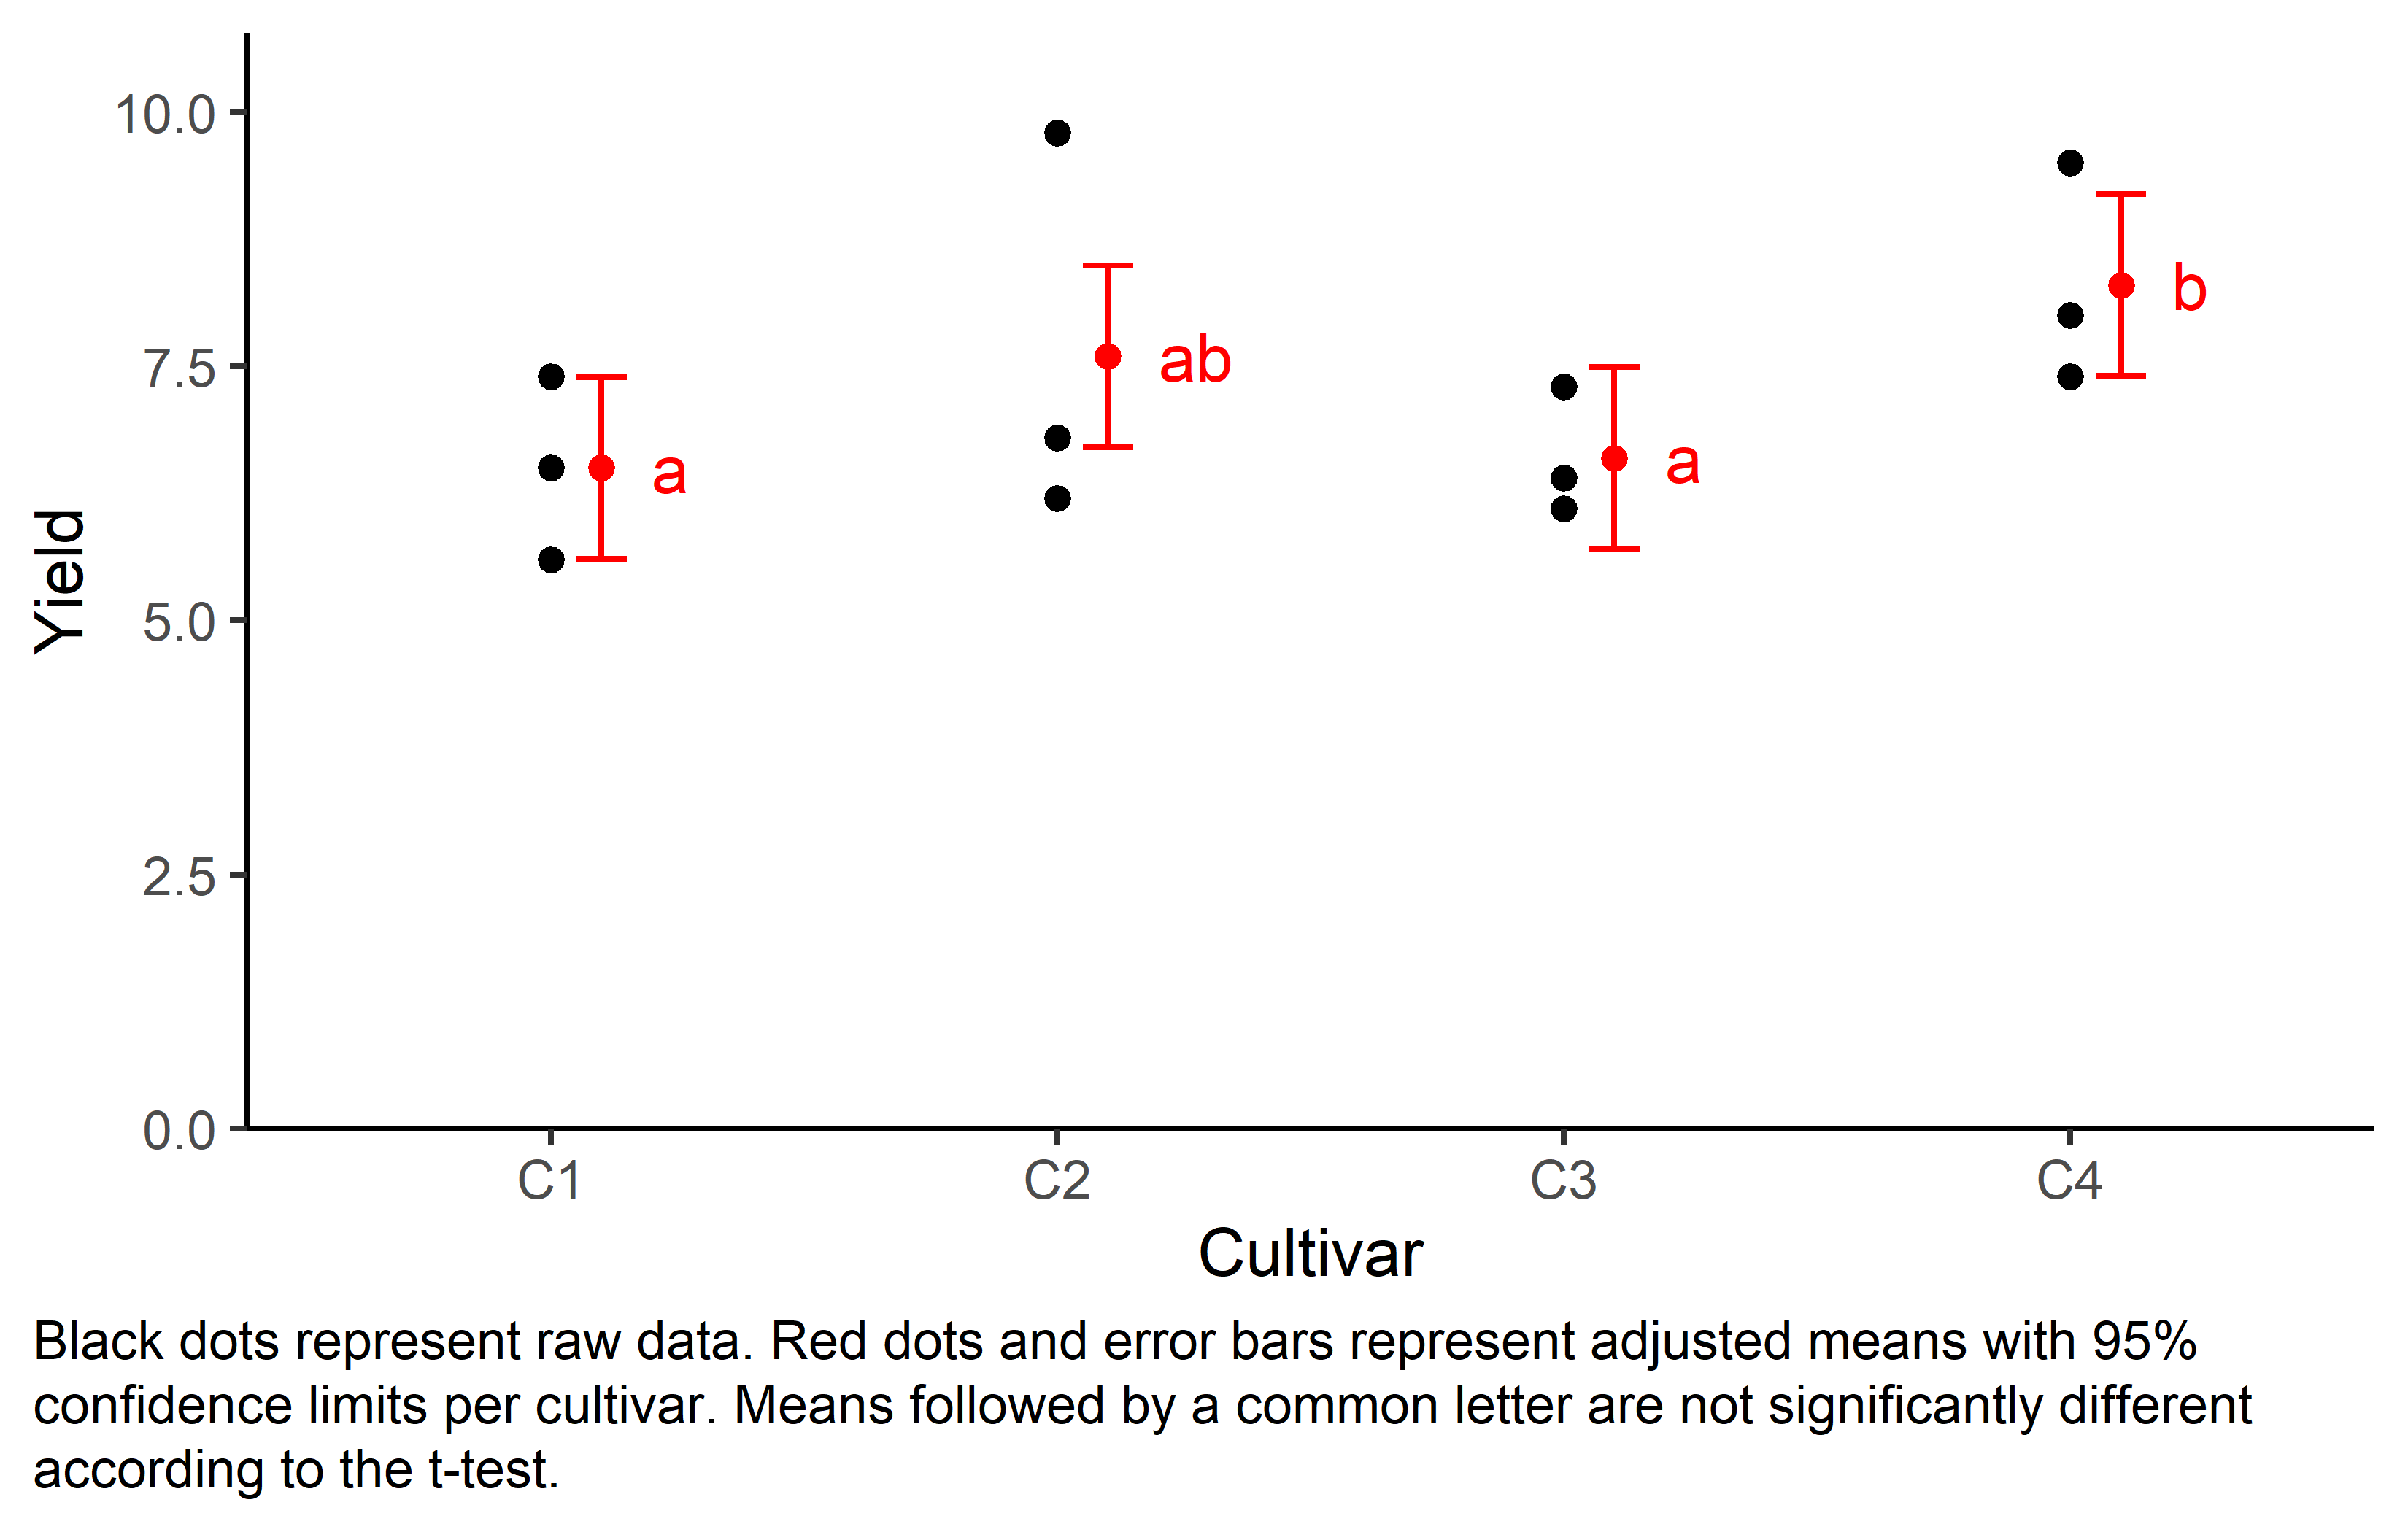 10.0
7.5
5.0
2.5
0.0
Yield
a
ab
a
b
C1 C2 C3 C4
Cultivar
Black dots represent raw data. Red dots and error bars represent adjusted means with 95%
confidence limits per cultivar. Means followed by a common letter are not significantly different
according to the t-test.